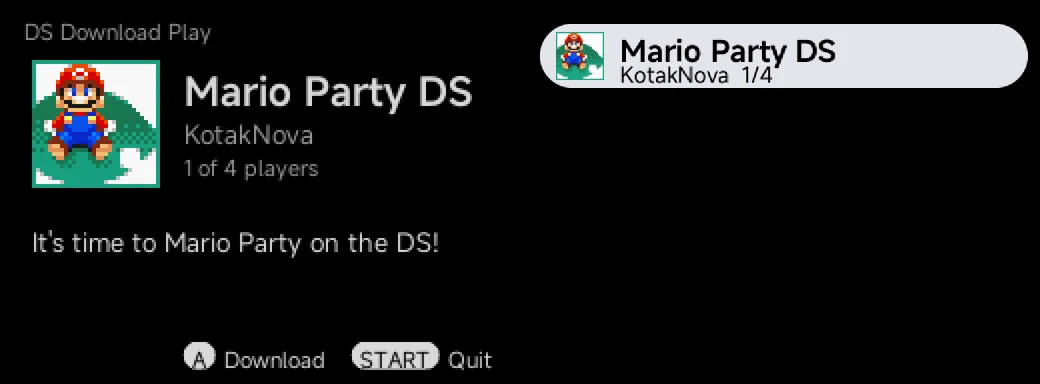 DS Download Play
Mario Party DS
KotakNova
1 of 4 players
It's time to Mario Party on the DS!
A Download START Quit
Mario Party DS
KotakNova 1/4